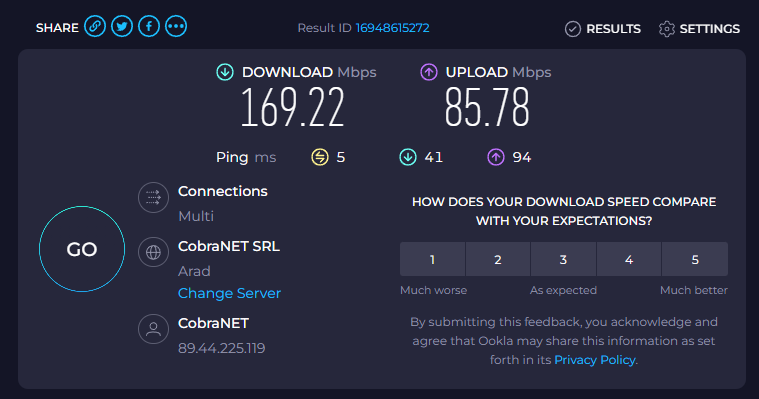 SHARE
Result ID 16948615272
RESULTS
SETTINGS
DOWNLOAD Mbps
169.22
UPLOAD Mbps
85.78
Ping ms
5
41
94
Connections
Multi
CobraNET SRL
Arad
Change Server
CobraNET
89.44.225.119
GO
HOW DOES YOUR DOWNLOAD SPEED COMPARE
WITH YOUR EXPECTATIONS?
1 2 3 4 5
Much worse As expected Much better
By submitting this feedback, you acknowledge and
agree that Ookla may share this information as set
forth in its Privacy Policy.